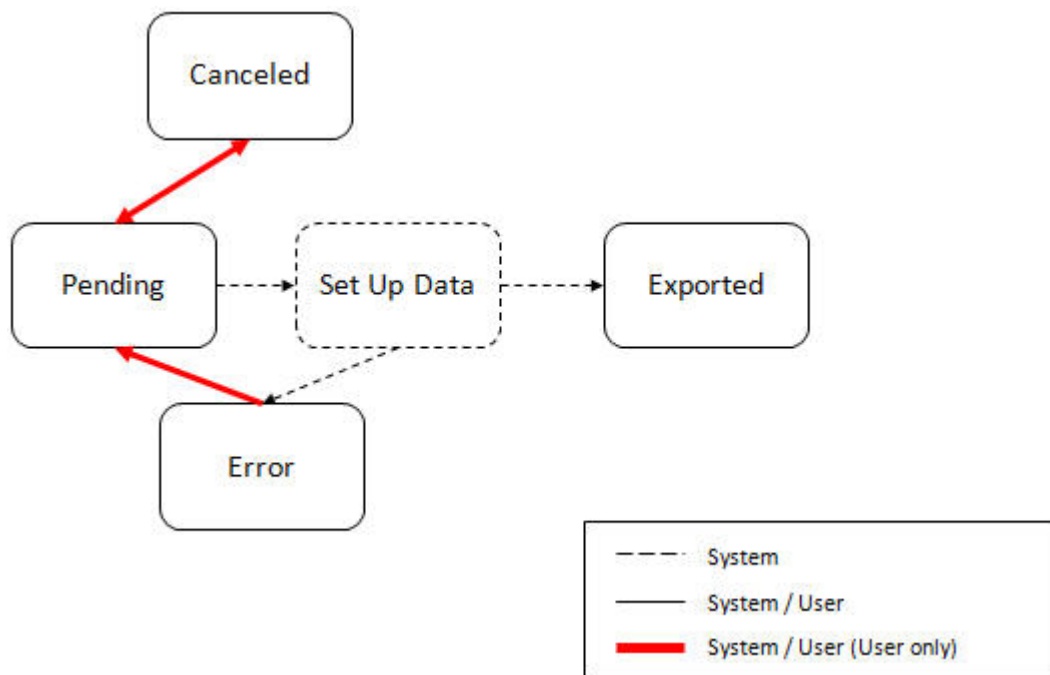 Canceled
Pending
Set Up Data
Exported
Error
System
System / User
System / User (User only)